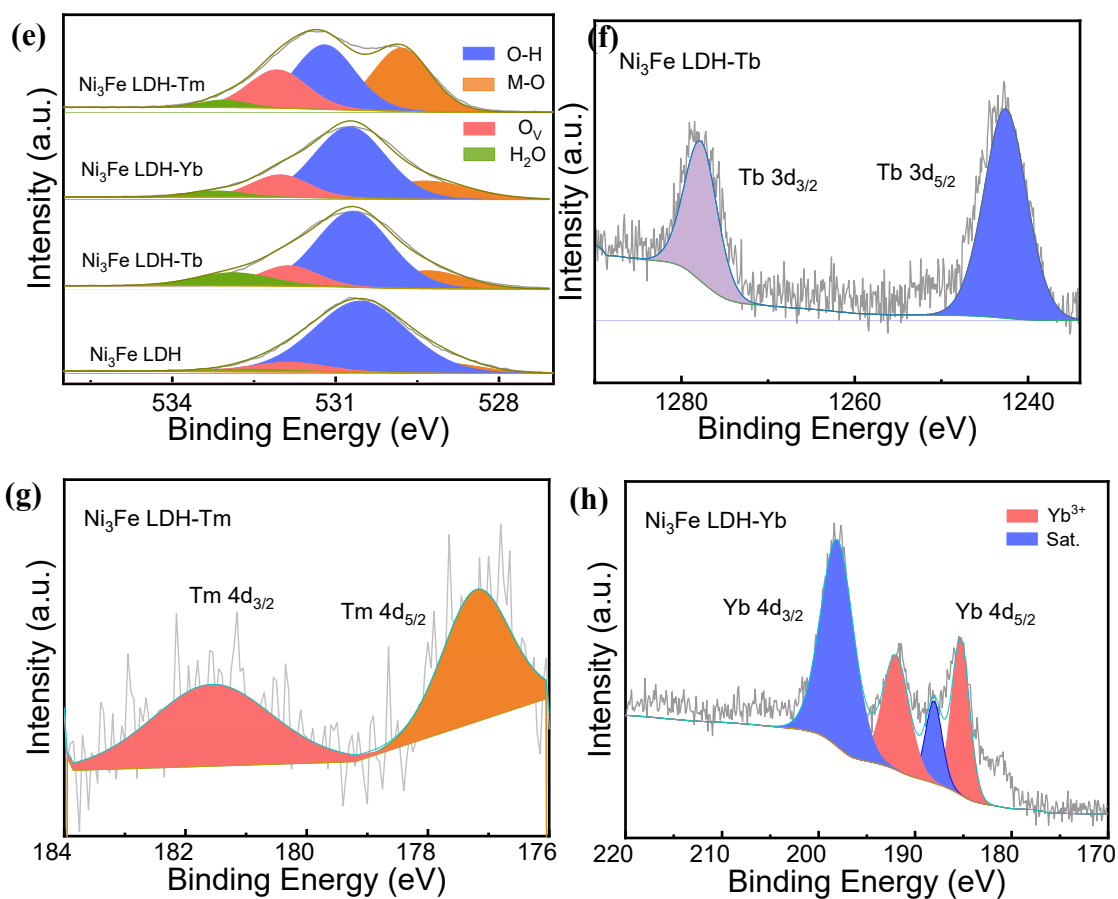 (e)
O-H
M-O
O_V
H₂O
Ni₃Fe LDH-Tm
Ni₃Fe LDH-Yb
Ni₃Fe LDH-Tb
Ni₃Fe LDH
Intensity (a.u.)
534 531 528
Binding Energy (eV)
(f)
Ni₃Fe LDH-Tb
Tb 3d₃/₂
Tb 3d₅/₂
Intensity (a.u.)
1280 1260 1240
Binding Energy (eV)
(g)
Ni₃Fe LDH-Tm
Tm 4d₃/₂
Tm 4d₅/₂
Intensity (a.u.)
184 182 180 178 176
Binding Energy (eV)
(h)
Ni₃Fe LDH-Yb
Yb³⁺
Sat.
Yb 4d₃/₂
Yb 4d₅/₂
Intensity (a.u.)
220 210 200 190 180 170
Binding Energy (eV)